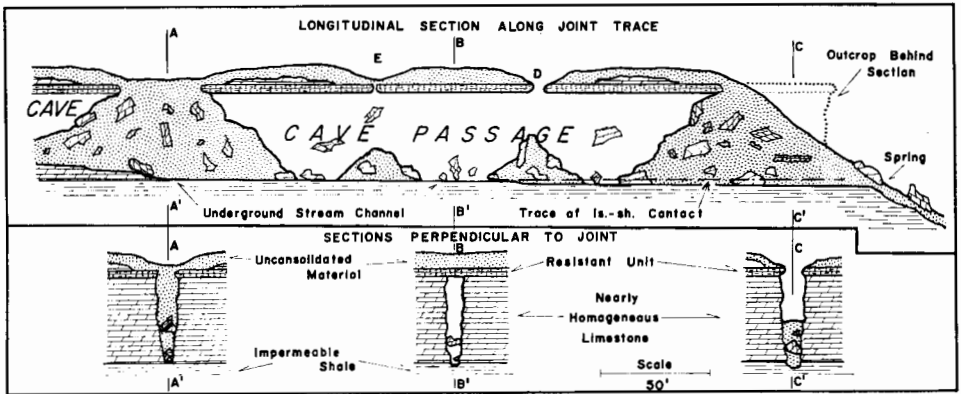 LONGITUDINAL SECTION ALONG JOINT TRACE
A
B
C
E
D
Outcrop Behind
Section
CAVE
CAVE PASSAGE
Spring
A'
Underground Stream Channel
B'
Trace of ls.-sh. Contact
C'
SECTIONS PERPENDICULAR TO JOINT
A
B
C
Uncansolidated
Material
Resistant Unit
Nearly
Homogeneous
Limestone
Impermeable
Shale
Scale
50'
A'
B'
C'